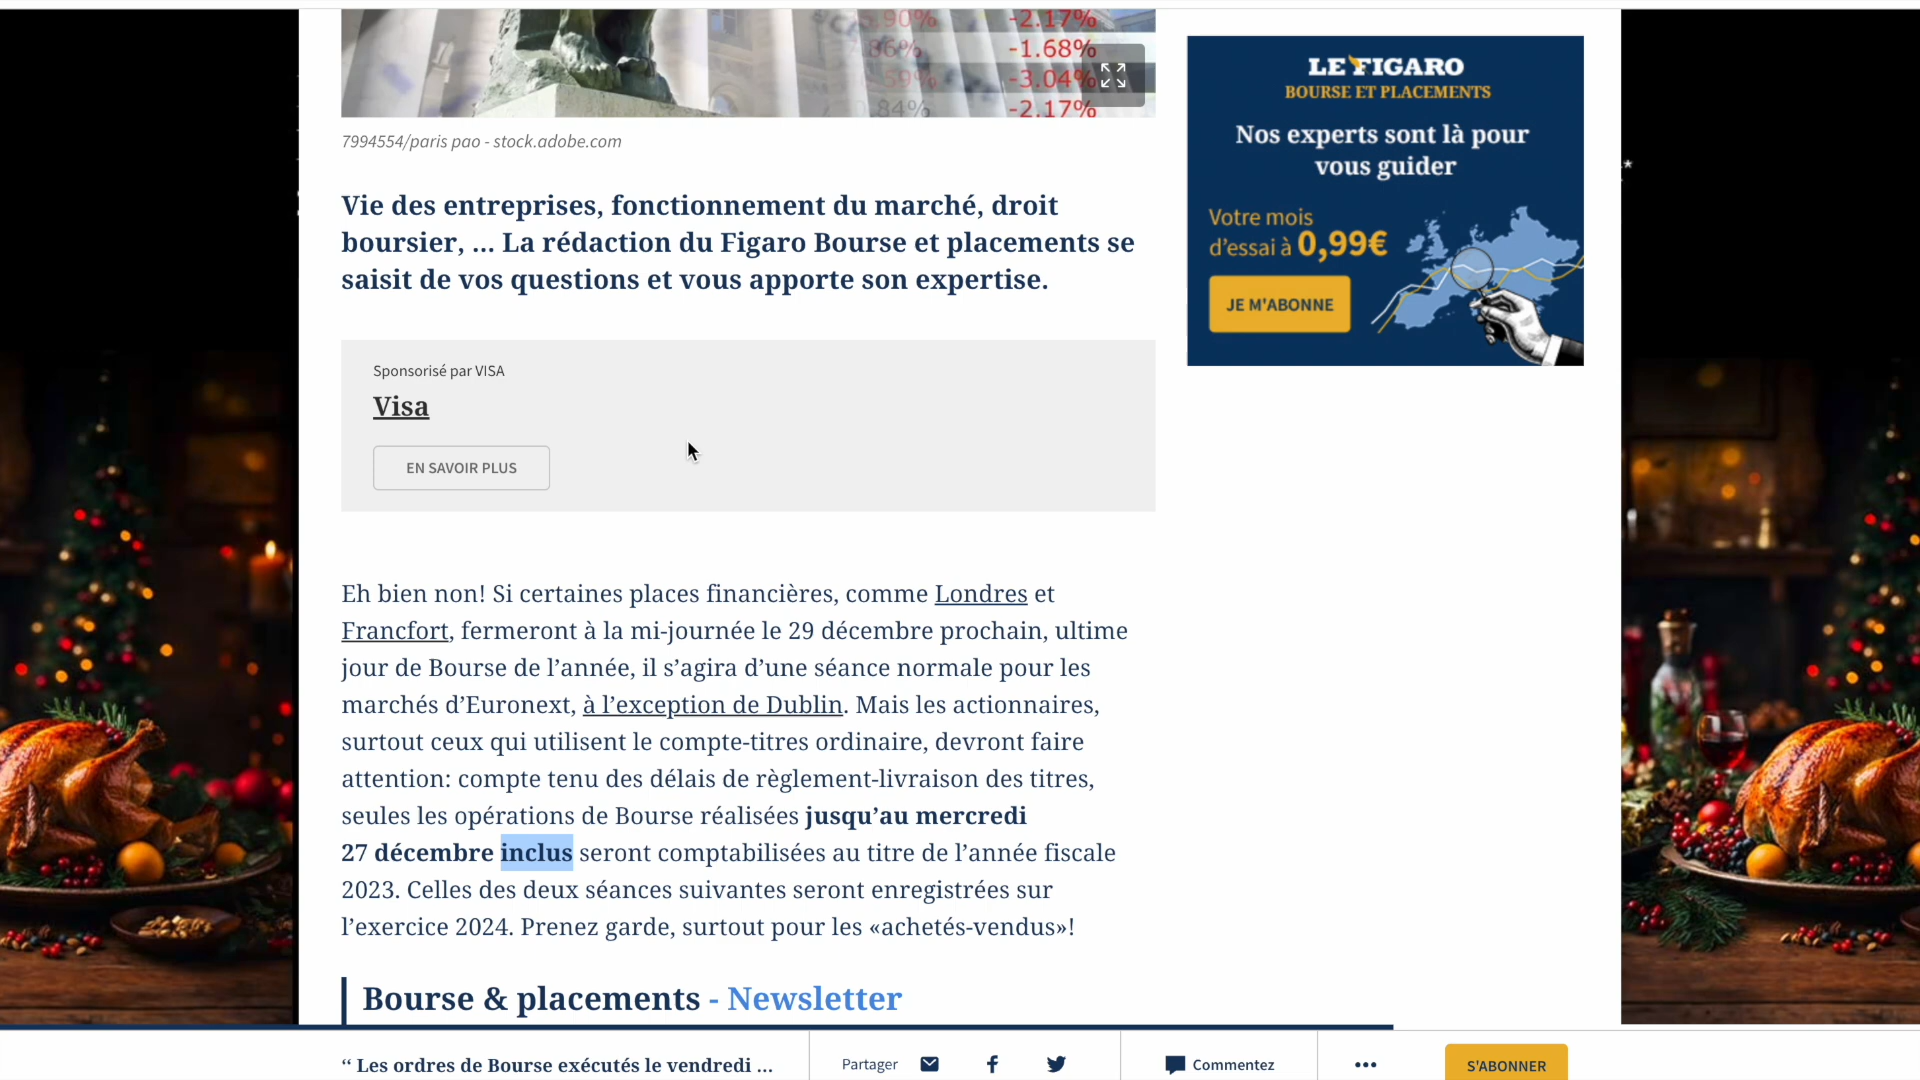 .90% -2.17%
.86% -1.68%
.59% -3.04%
0.84% -2.17%
7994554/paris pao - stock.adobe.com
Vie des entreprises, fonctionnement du marché, droit
boursier, ... La rédaction du Figaro Bourse et placements se
saisit de vos questions et vous apporte son expertise.
Sponsorisé par VISA
Visa
EN SAVOIR PLUS
Eh bien non! Si certaines places financières, comme Londres et
Francfort, fermeront à la mi-journée le 29 décembre prochain, ultime
jour de Bourse de l’année, il s’agira d’une séance normale pour les
marchés d’Euronext, à l’exception de Dublin. Mais les actionnaires,
surtout ceux qui utilisent le compte-titres ordinaire, devront faire
attention: compte tenu des délais de règlement-livraison des titres,
seules les opérations de Bourse réalisées jusqu’au mercredi
27 décembre inclus seront comptabilisées au titre de l’année fiscale
2023. Celles des deux séances suivantes seront enregistrées sur
l’exercice 2024. Prenez garde, surtout pour les «achetés-vendus»!
Bourse & placements - Newsletter
LE FIGARO
BOURSE ET PLACEMENTS
Nos experts sont là pour
vous guider
Votre mois
d’essai à 0,99€
JE M'ABONNE
*
“ Les ordres de Bourse exécutés le vendredi ...
Partager
Commentez
S'ABONNER